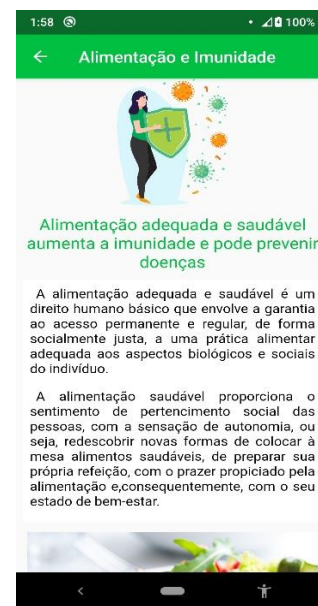 1:58 100%
Alimentação e Imunidade
Alimentação adequada e saudável
aumenta a imunidade e pode prevenir
doenças
A alimentação adequada e saudável é um
direito humano básico que envolve a garantia
ao acesso permanente e regular, de forma
socialmente justa, a uma prática alimentar
adequada aos aspectos biológicos e sociais
do indivíduo.
A alimentação saudável proporciona o
sentimento de pertencimento social das
pessoas, com a sensação de autonomia, ou
seja, redescobrir novas formas de colocar à
mesa alimentos saudáveis, de preparar sua
própria refeição, com o prazer propiciado pela
alimentação e,consequentemente, com o seu
estado de bem-estar.